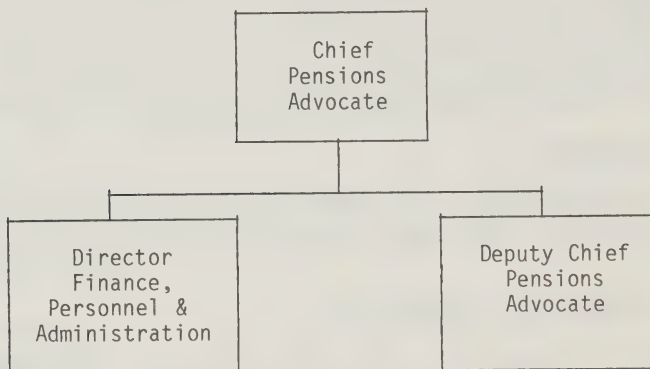 Chief
Pensions
Advocate
Director
Finance,
Personnel &
Administration
Deputy Chief
Pensions
Advocate